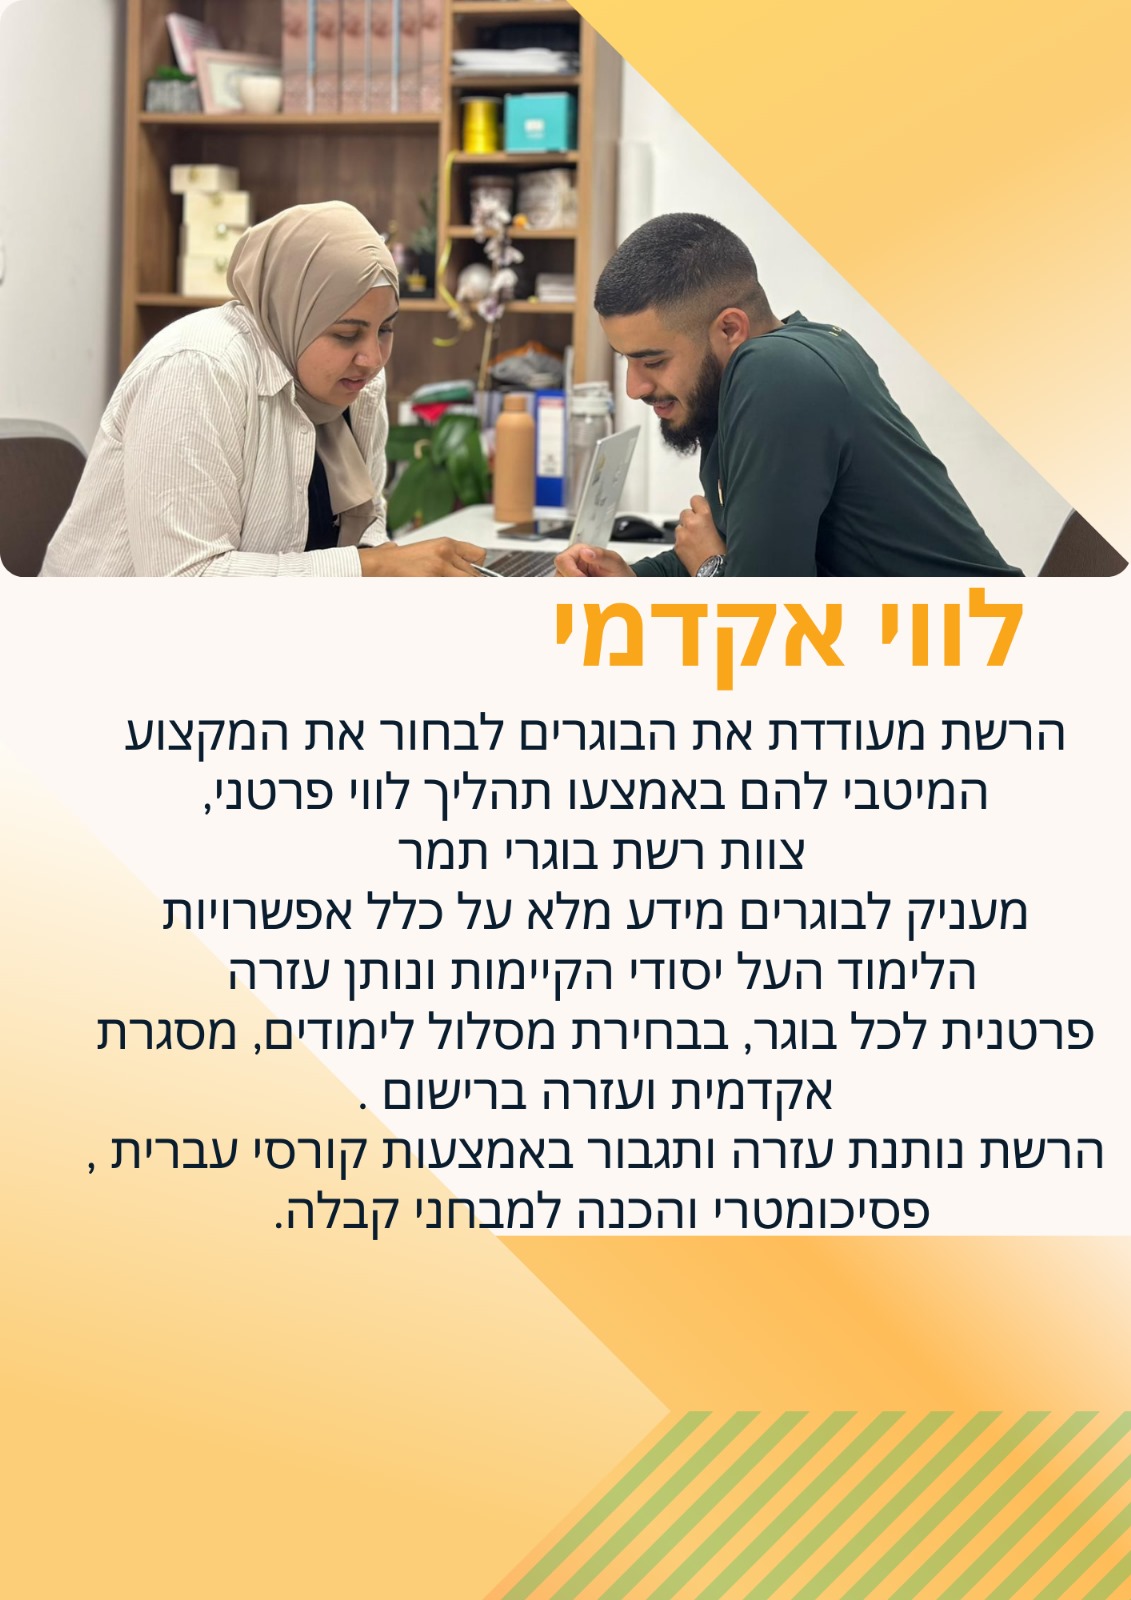 לווי אקדמי
הרשת מעודדת את הבוגרים לבחור את המקצוע
המיטבי להם באמצעו תהליך לווי פרטני,
צוות רשת בוגרי תמר
מעניק לבוגרים מידע מלא על כלל אפשרויות
הלימוד העל יסודי הקיימות ונותן עזרה
פרטנית לכל בוגר, בבחירת מסלול לימודים, מסגרת
אקדמית ועזרה ברישום .
הרשת נותנת עזרה ותגבור באמצעות קורסי עברית ,
פסיכומטרי והכנה למבחני קבלה.